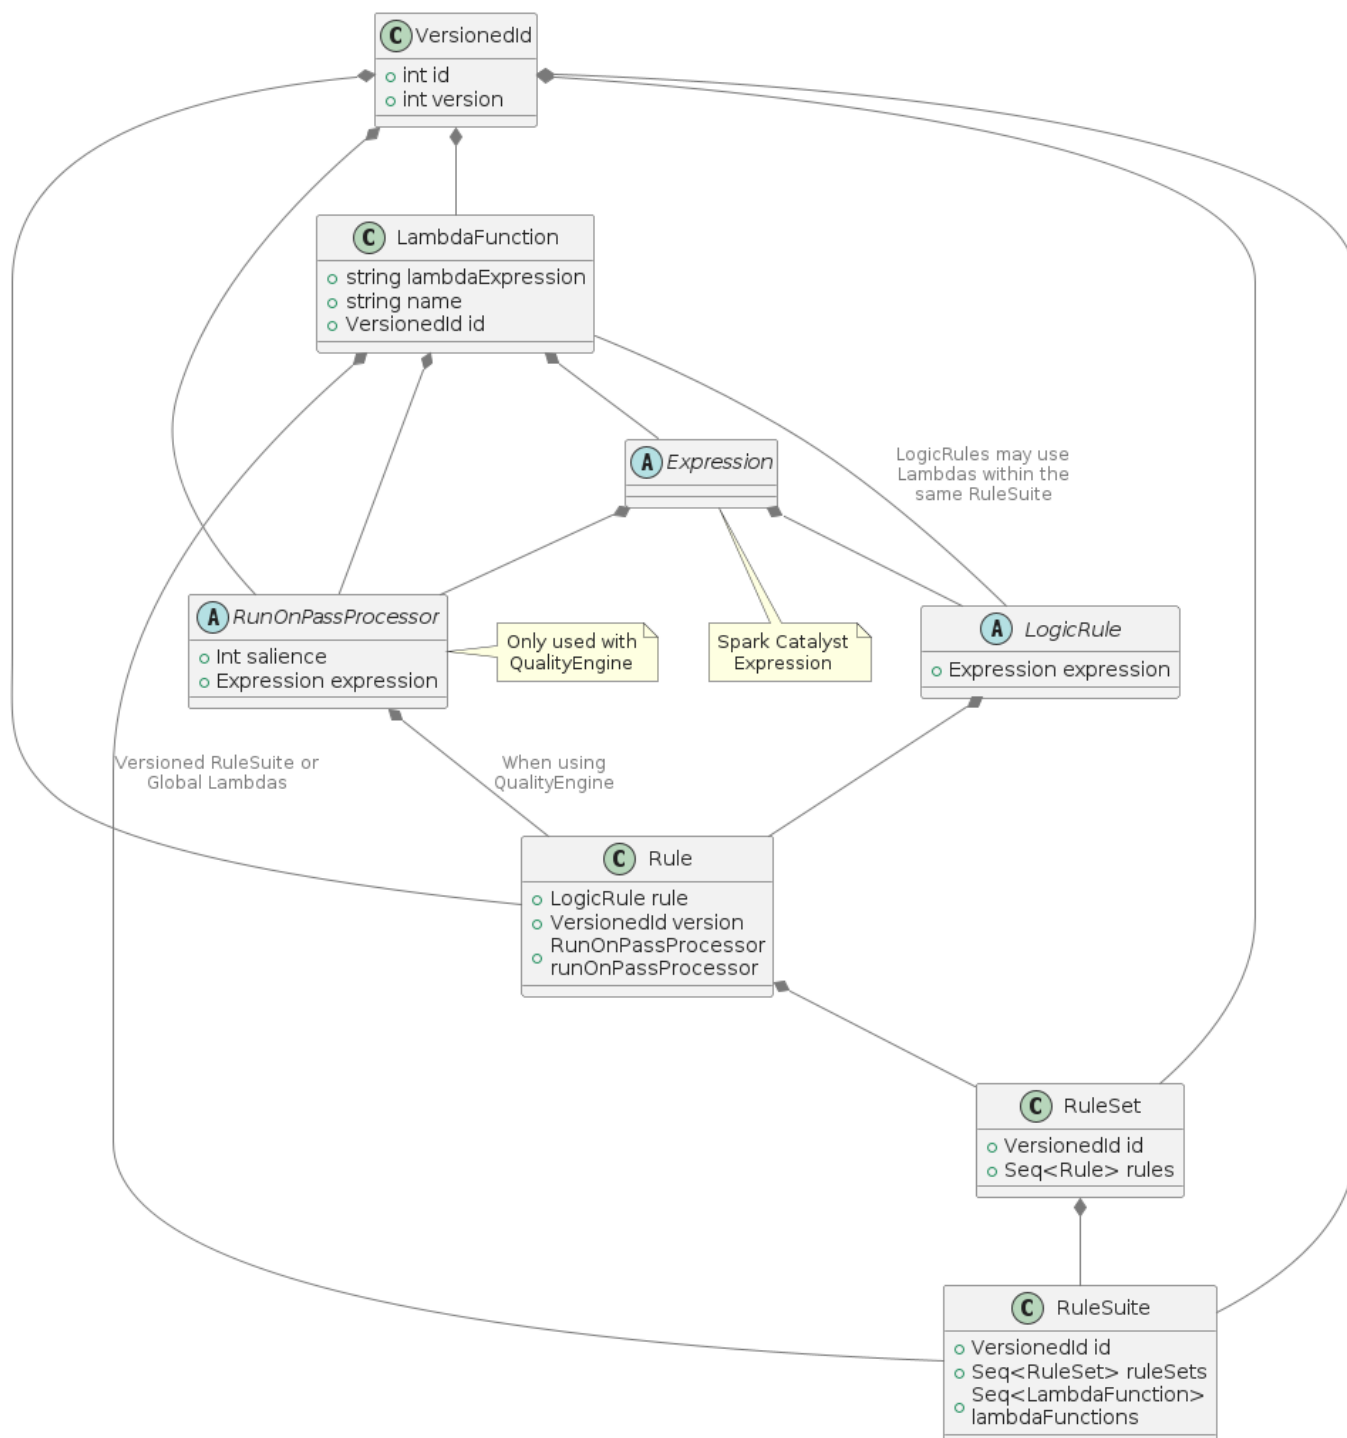 C VersionedId
int id
int version
C LambdaFunction
string lambdaExpression
string name
VersionedId id
A Expression
LogicRules may use
Lambdas within the
same RuleSuite
A RunOnPassProcessor
Int salience
Expression expression
Only used with
QualityEngine
Spark Catalyst
Expression
A LogicRule
Expression expression
Versioned RuleSuite or
Global Lambdas
When using
QualityEngine
C Rule
LogicRule rule
VersionedId version
RunOnPassProcessor
runOnPassProcessor
C RuleSet
VersionedId id
Seq<Rule> rules
C RuleSuite
VersionedId id
Seq<RuleSet> ruleSets
Seq<LambdaFunction>
lambdaFunctions